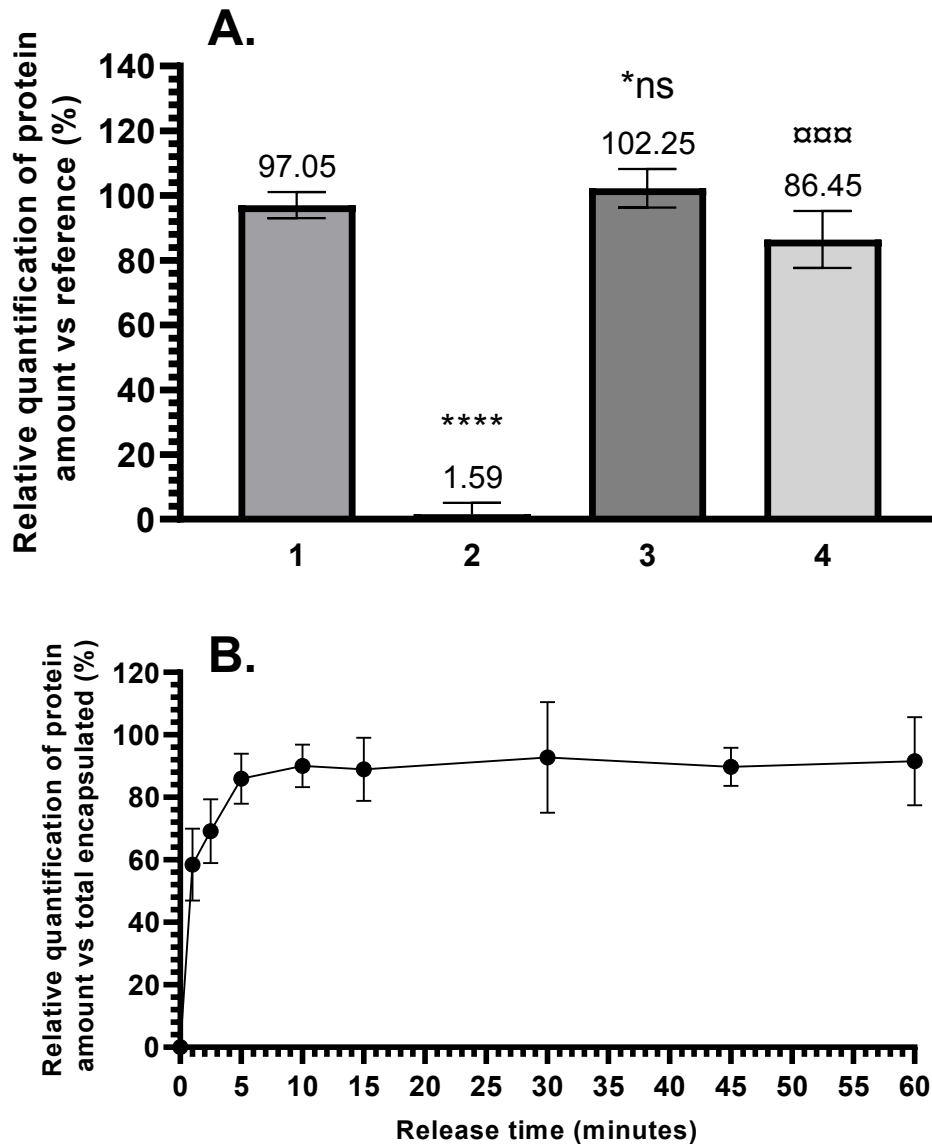 A.
Relative quantification of protein
amount vs reference (%)
140
120
100
80
60
40
20
0
97.05
****
1.59
*ns
102.25
¤¤¤
86.45
1 2 3 4
B.
Relative quantification of protein
amount vs total encapsulated (%)
120
100
80
60
40
20
0
0 5 10 15 20 25 30 35 40 45 50 55 60
Release time (minutes)